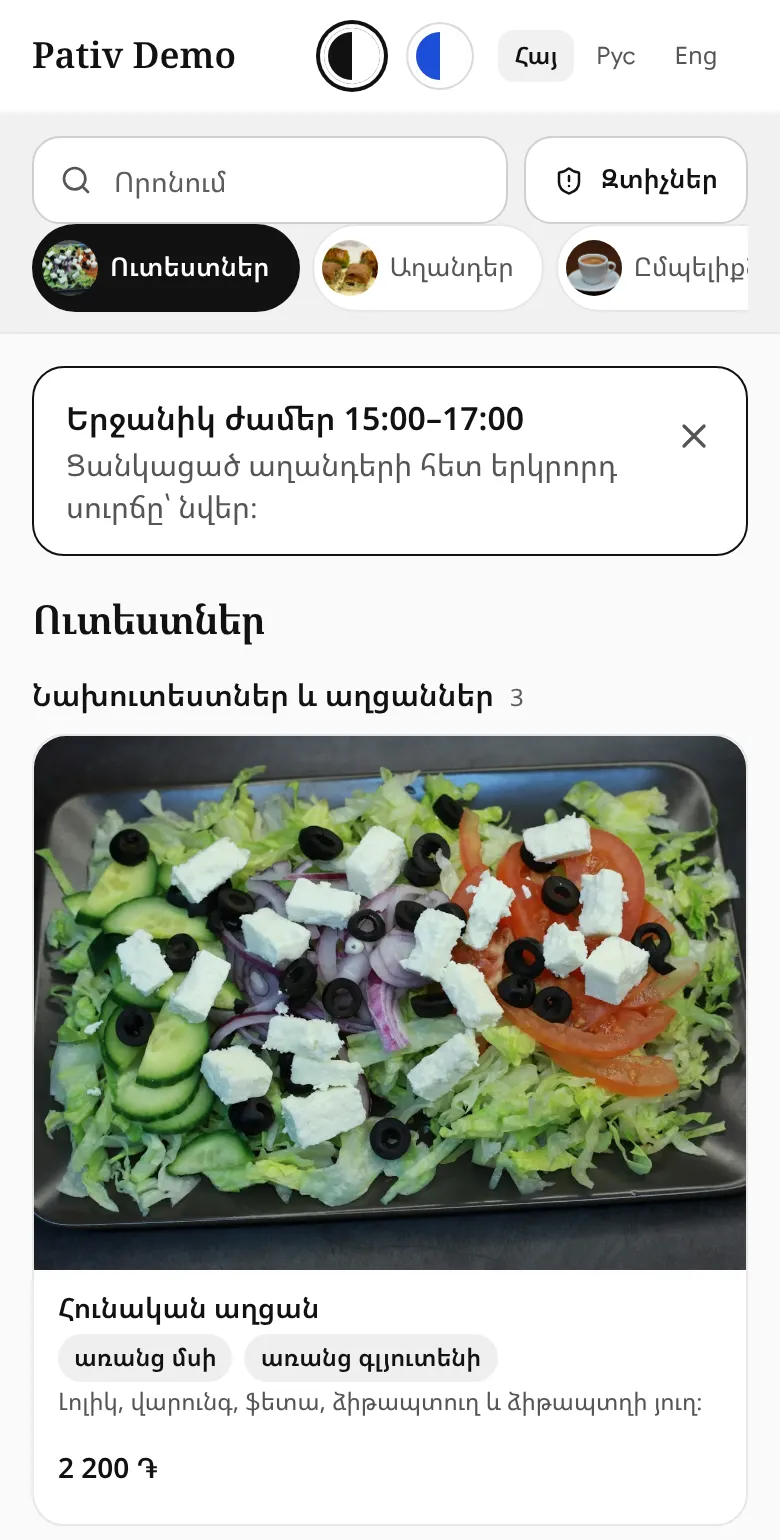 Pativ Demo
Հայ
Рус
Eng
Որոնում
Զտիչներ
Ուտեստներ
Աղանդեր
Երջանիկ ժամեր 15:00–17:00
Ցանկացած աղանդերի հետ երկրորդ
սուրճը՝ նվեր։
Ուտեստներ
Նախուտեստներ և աղցաններ 3
Հունական աղցան
առանց մսի
առանց գլյուտենի
Լոլիկ, վարունգ, ֆետա, ձիթապտուղ և ձիթապտղի յուղ։
2 200 ֏